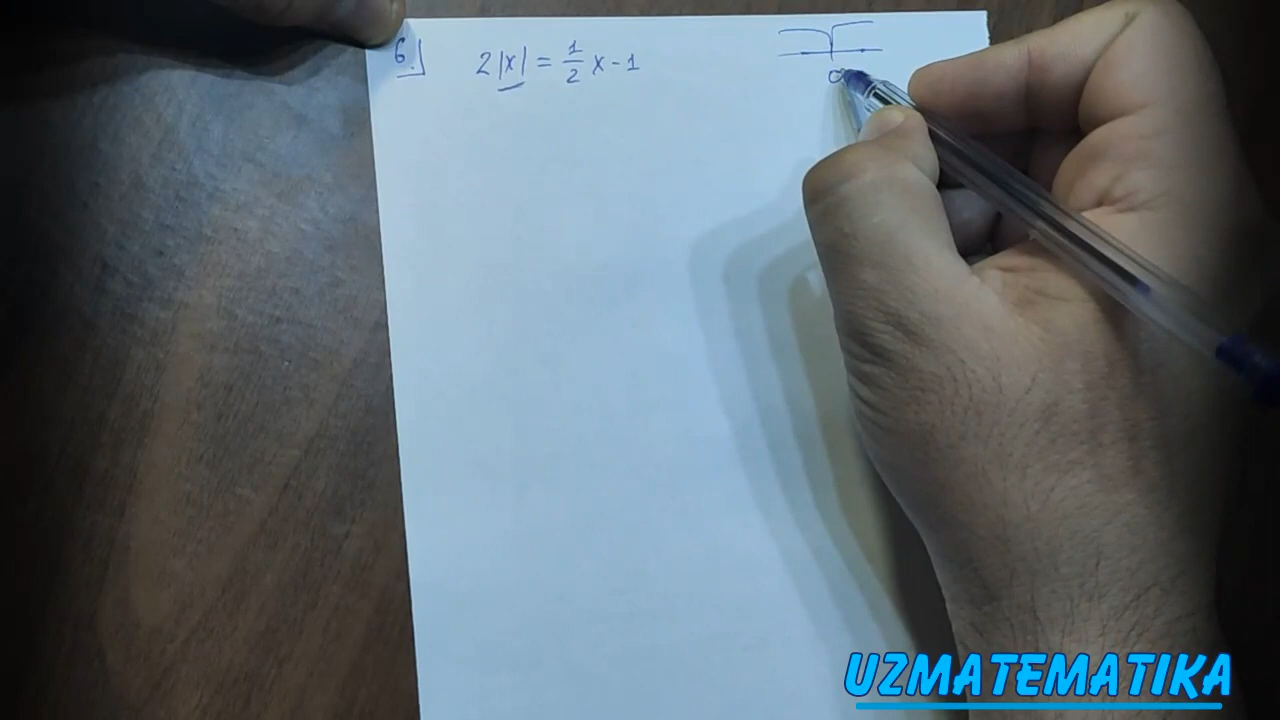 6.) 2|x| = 1/2 x - 1
0
UZMATEMATIKA